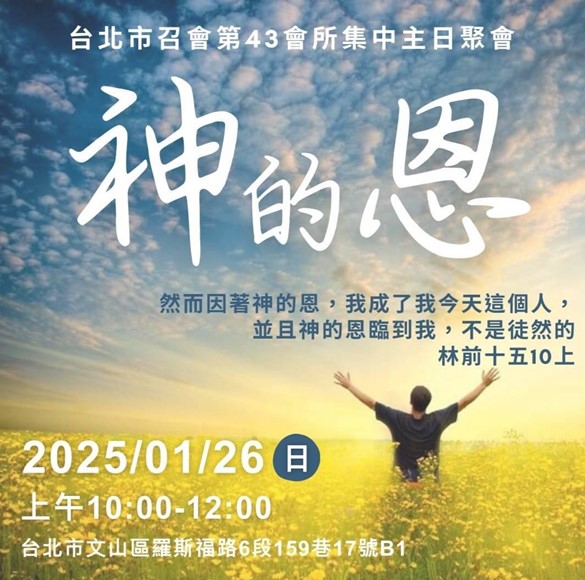 台北市召會第43會所集中主日聚會
神的恩
然而因著神的恩，我成了我今天這個人，
並且神的恩臨到我，不是徒然的
林前十五10上
2025/01/26 日
上午10:00-12:00
台北市文山區羅斯福路6段159巷17號B1